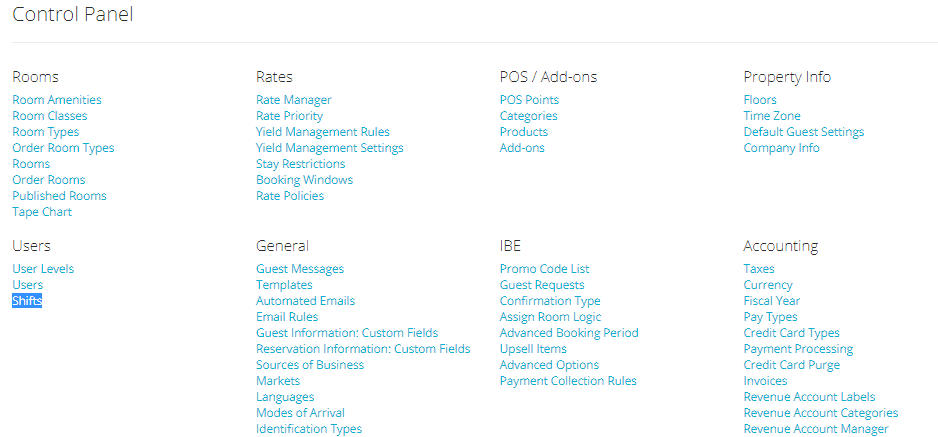 Control Panel
Rooms
Room Amenities
Room Classes
Room Types
Order Room Types
Rooms
Order Rooms
Published Rooms
Tape Chart
Rates
Rate Manager
Rate Priority
Yield Management Rules
Yield Management Settings
Stay Restrictions
Booking Windows
Rate Policies
POS / Add-ons
POS Points
Categories
Products
Add-ons
Property Info
Floors
Time Zone
Default Guest Settings
Company Info
Users
User Levels
Users
Shifts
General
Guest Messages
Templates
Automated Emails
Email Rules
Guest Information: Custom Fields
Reservation Information: Custom Fields
Sources of Business
Markets
Languages
Modes of Arrival
Identification Types
IBE
Promo Code List
Guest Requests
Confirmation Type
Assign Room Logic
Advanced Booking Period
Upsell Items
Advanced Options
Payment Collection Rules
Accounting
Taxes
Currency
Fiscal Year
Pay Types
Credit Card Types
Payment Processing
Credit Card Purge
Invoices
Revenue Account Labels
Revenue Account Categories
Revenue Account Manager